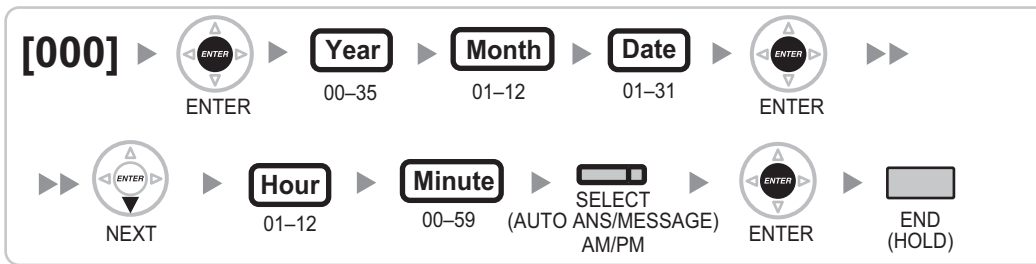 [000] ENTER Year Month Date ENTER
ENTER 00–35 01–12 01–31 ENTER
ENTER Hour Minute ENTER
NEXT 01–12 00–59 SELECT ENTER END
(AUTO ANS/MESSAGE) (HOLD)
AM/PM